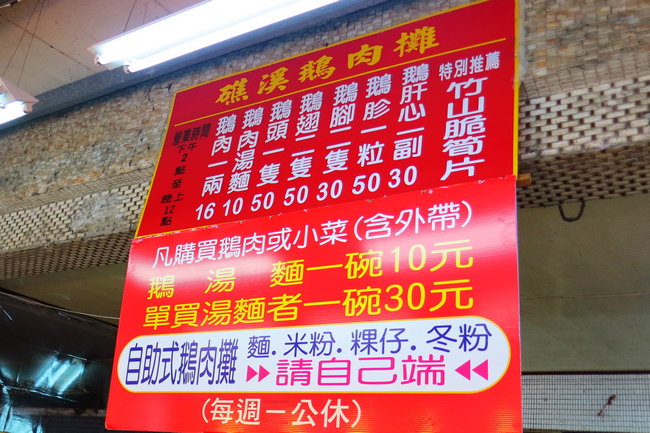 礁溪鵝肉攤
營業時間
下午2點至晚上12點
鵝肉一兩16
鵝肉湯麵10
鵝頭一隻50
鵝翅一隻50
鵝腳二隻30
鵝胗一粒50
鵝肝心一副30
特別推薦
竹山脆筍片
凡購買鵝肉或小菜(含外帶)
鵝湯麵一碗10元
單買湯麵者一碗30元
自助式鵝肉攤
麵.米粉.粿仔.冬粉
請自己端
(每週一公休)